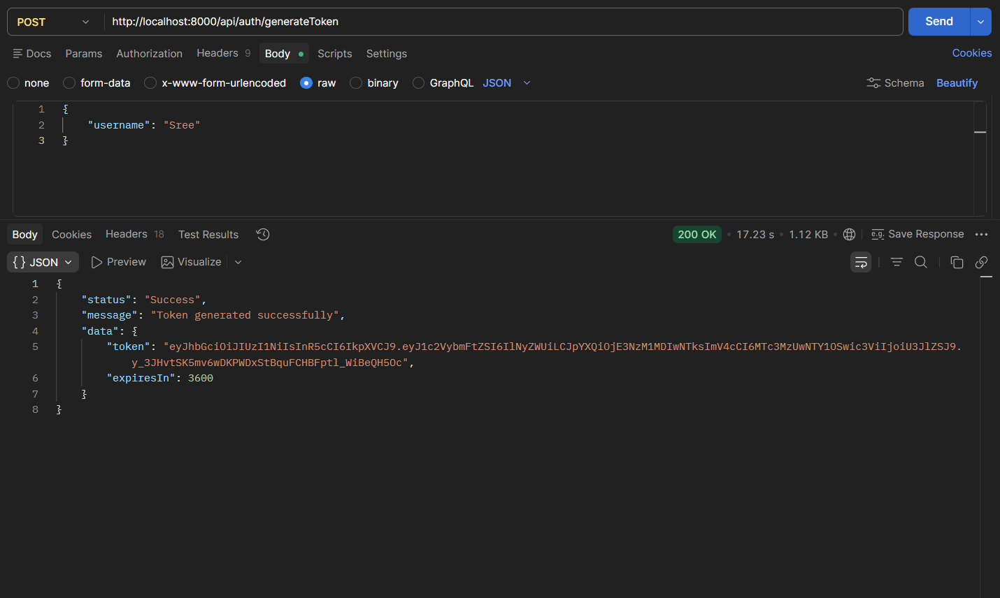 POST http://localhost:8000/api/auth/generateToken Send
Docs Params Authorization Headers 9 Body Scripts Settings Cookies
none form-data x-www-form-urlencoded raw binary GraphQL JSON Schema Beautify
1 {
2 "username": "Sree"
3 }
Body Cookies Headers 18 Test Results 200 OK • 17.23 s • 1.12 KB • e.g. Save Response
{} JSON Preview Visualize
1 {
2 "status": "Success",
3 "message": "Token generated successfully",
4 "data": {
5 "token": "eyJhbGciOiJIUzI1NiIsInR5cCI6IkpXVCJ9.eyJ1c2VybmFtZSI6IlNyZWUiLCJpYXQiOjE3NzM1MDIwNTksImV4cCI6MTc3MzUwNTY1OSwic3ViIjoiU3JlZSJ9.
y_3JHvtSK5mv6wDKPWDxStBquFCHBFptl_WiBeQH5Oc",
6 "expiresIn": 3600
7 }
8 }